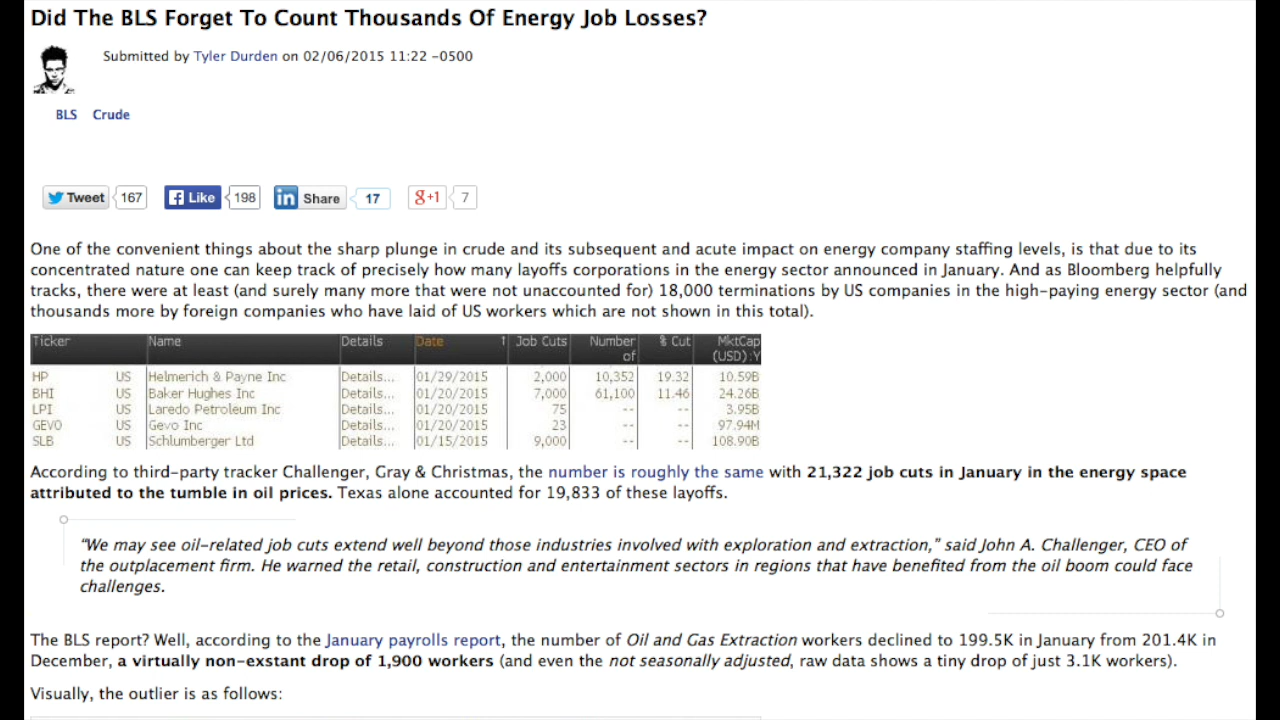 Did The BLS Forget To Count Thousands Of Energy Job Losses?
Submitted by Tyler Durden on 02/06/2015 11:22 -0500
BLS Crude
Tweet 167 Like 198 in Share 17 g+1 7
One of the convenient things about the sharp plunge in crude and its subsequent and acute impact on energy company staffing levels, is that due to its
concentrated nature one can keep track of precisely how many layoffs corporations in the energy sector announced in January. And as Bloomberg helpfully
tracks, there were at least (and surely many more that were not unaccounted for) 18,000 terminations by US companies in the high-paying energy sector (and
thousands more by foreign companies who have laid of US workers which are not shown in this total).
Ticker Name Details Date ↑ Job Cuts Number of % Cut MktCap (USD):Y
HP US Helmerich & Payne Inc Details... 01/29/2015 2,000 10,352 19.32 10.59B
BHI US Baker Hughes Inc Details... 01/20/2015 7,000 61,100 11.46 24.26B
LPI US Laredo Petroleum Inc Details... 01/20/2015 75 -- -- 3.95B
GEVO US Gevo Inc Details... 01/20/2015 23 -- -- 97.94M
SLB US Schlumberger Ltd Details... 01/15/2015 9,000 -- -- 108.90B
According to third-party tracker Challenger, Gray & Christmas, the number is roughly the same with 21,322 job cuts in January in the energy space
attributed to the tumble in oil prices. Texas alone accounted for 19,833 of these layoffs.
"We may see oil-related job cuts extend well beyond those industries involved with exploration and extraction," said John A. Challenger, CEO of
the outplacement firm. He warned the retail, construction and entertainment sectors in regions that have benefited from the oil boom could face
challenges.
The BLS report? Well, according to the January payrolls report, the number of Oil and Gas Extraction workers declined to 199.5K in January from 201.4K in
December, a virtually non-exstant drop of 1,900 workers (and even the not seasonally adjusted, raw data shows a tiny drop of just 3.1K workers).
Visually, the outlier is as follows: